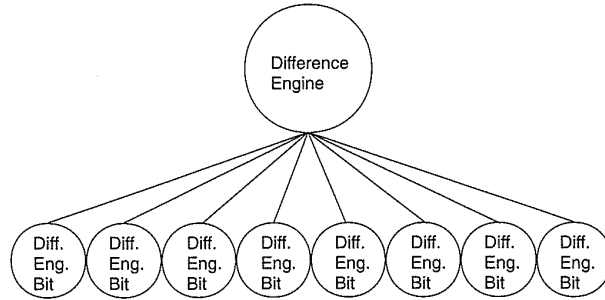 Difference
Engine
Diff.
Eng.
Bit
Diff.
Eng.
Bit
Diff.
Eng.
Bit
Diff.
Eng.
Bit
Diff.
Eng.
Bit
Diff.
Eng.
Bit
Diff.
Eng.
Bit
Diff.
Eng.
Bit